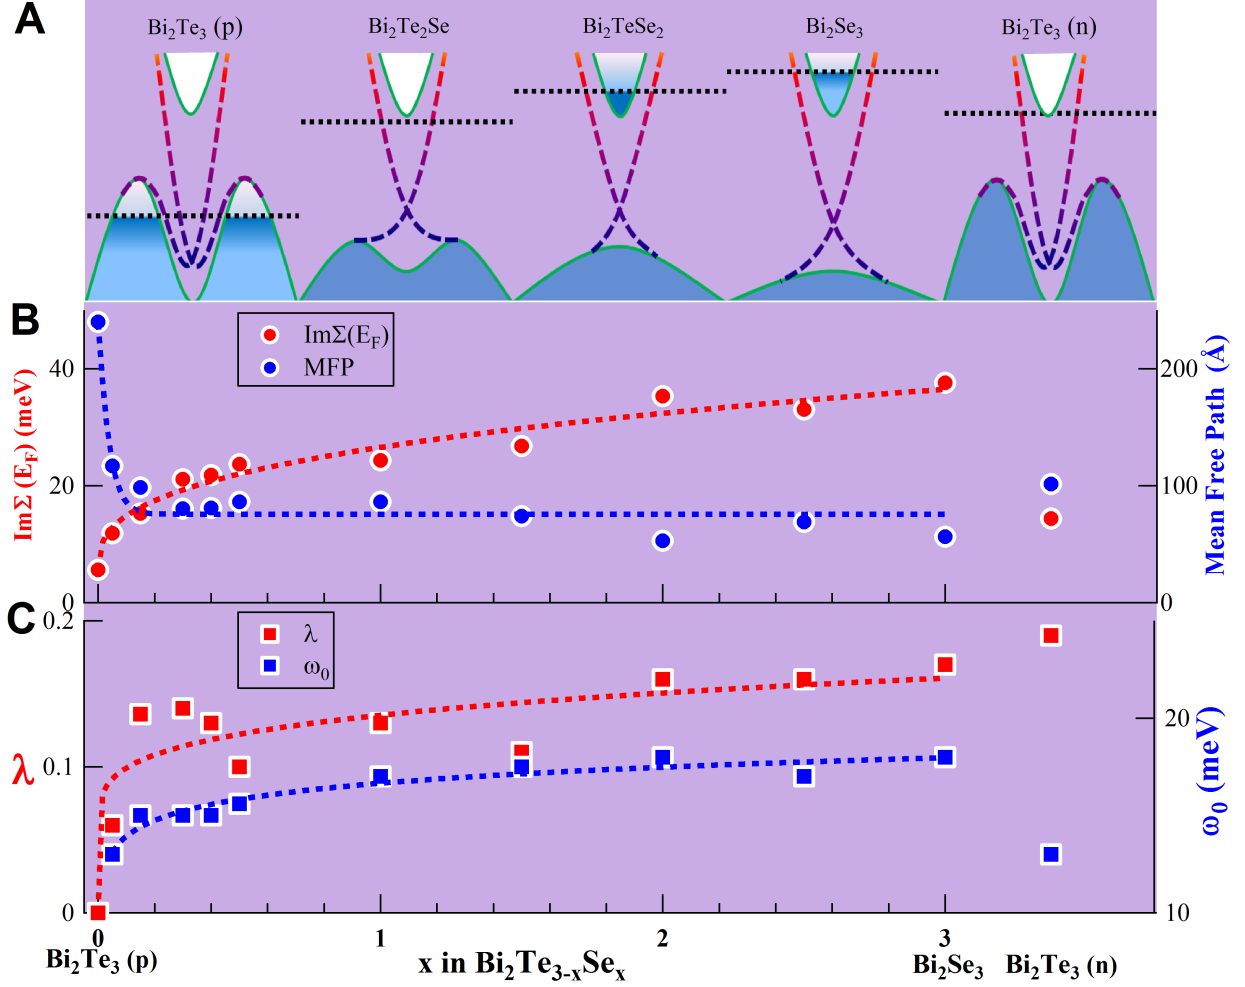 A
Bi₂Te₃ (p)
Bi₂Te₂Se
Bi₂TeSe₂
Bi₂Se₃
Bi₂Te₃ (n)
B
ImΣ(E_F)
MFP
ImΣ (E_F) (meV)
40
20
0
200
100
0
Mean Free Path (Å)
C
λ
ω₀
λ
0.2
0.1
0
20
10
ω₀ (meV)
0 1 2 3
Bi₂Te₃ (p) x in Bi₂Te₃₋ₓSeₓ Bi₂Se₃ Bi₂Te₃ (n)